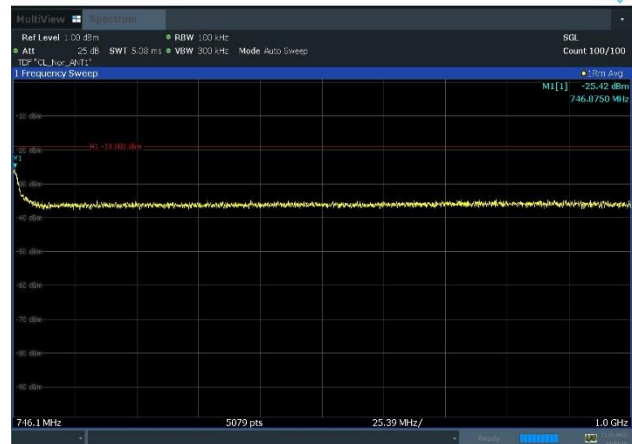 MultiView Spectrum
Ref Level 1.00 dBm RBW 100 kHz SGL
Att 25 dB SWT 5.08 ms VBW 300 kHz Mode Auto Sweep Count 100/100
TDF "CL_Nor_ANT1"
1 Frequency Sweep 1Rm Avg
M1[1] -25.42 dBm
746.8750 MHz
-10 dBm
H1 -19.000 dBm
-20 dBm
M1
-30 dBm
-40 dBm
-50 dBm
-60 dBm
-70 dBm
-80 dBm
-90 dBm
746.1 MHz 5079 pts 25.39 MHz/ 1.0 GHz
Ready